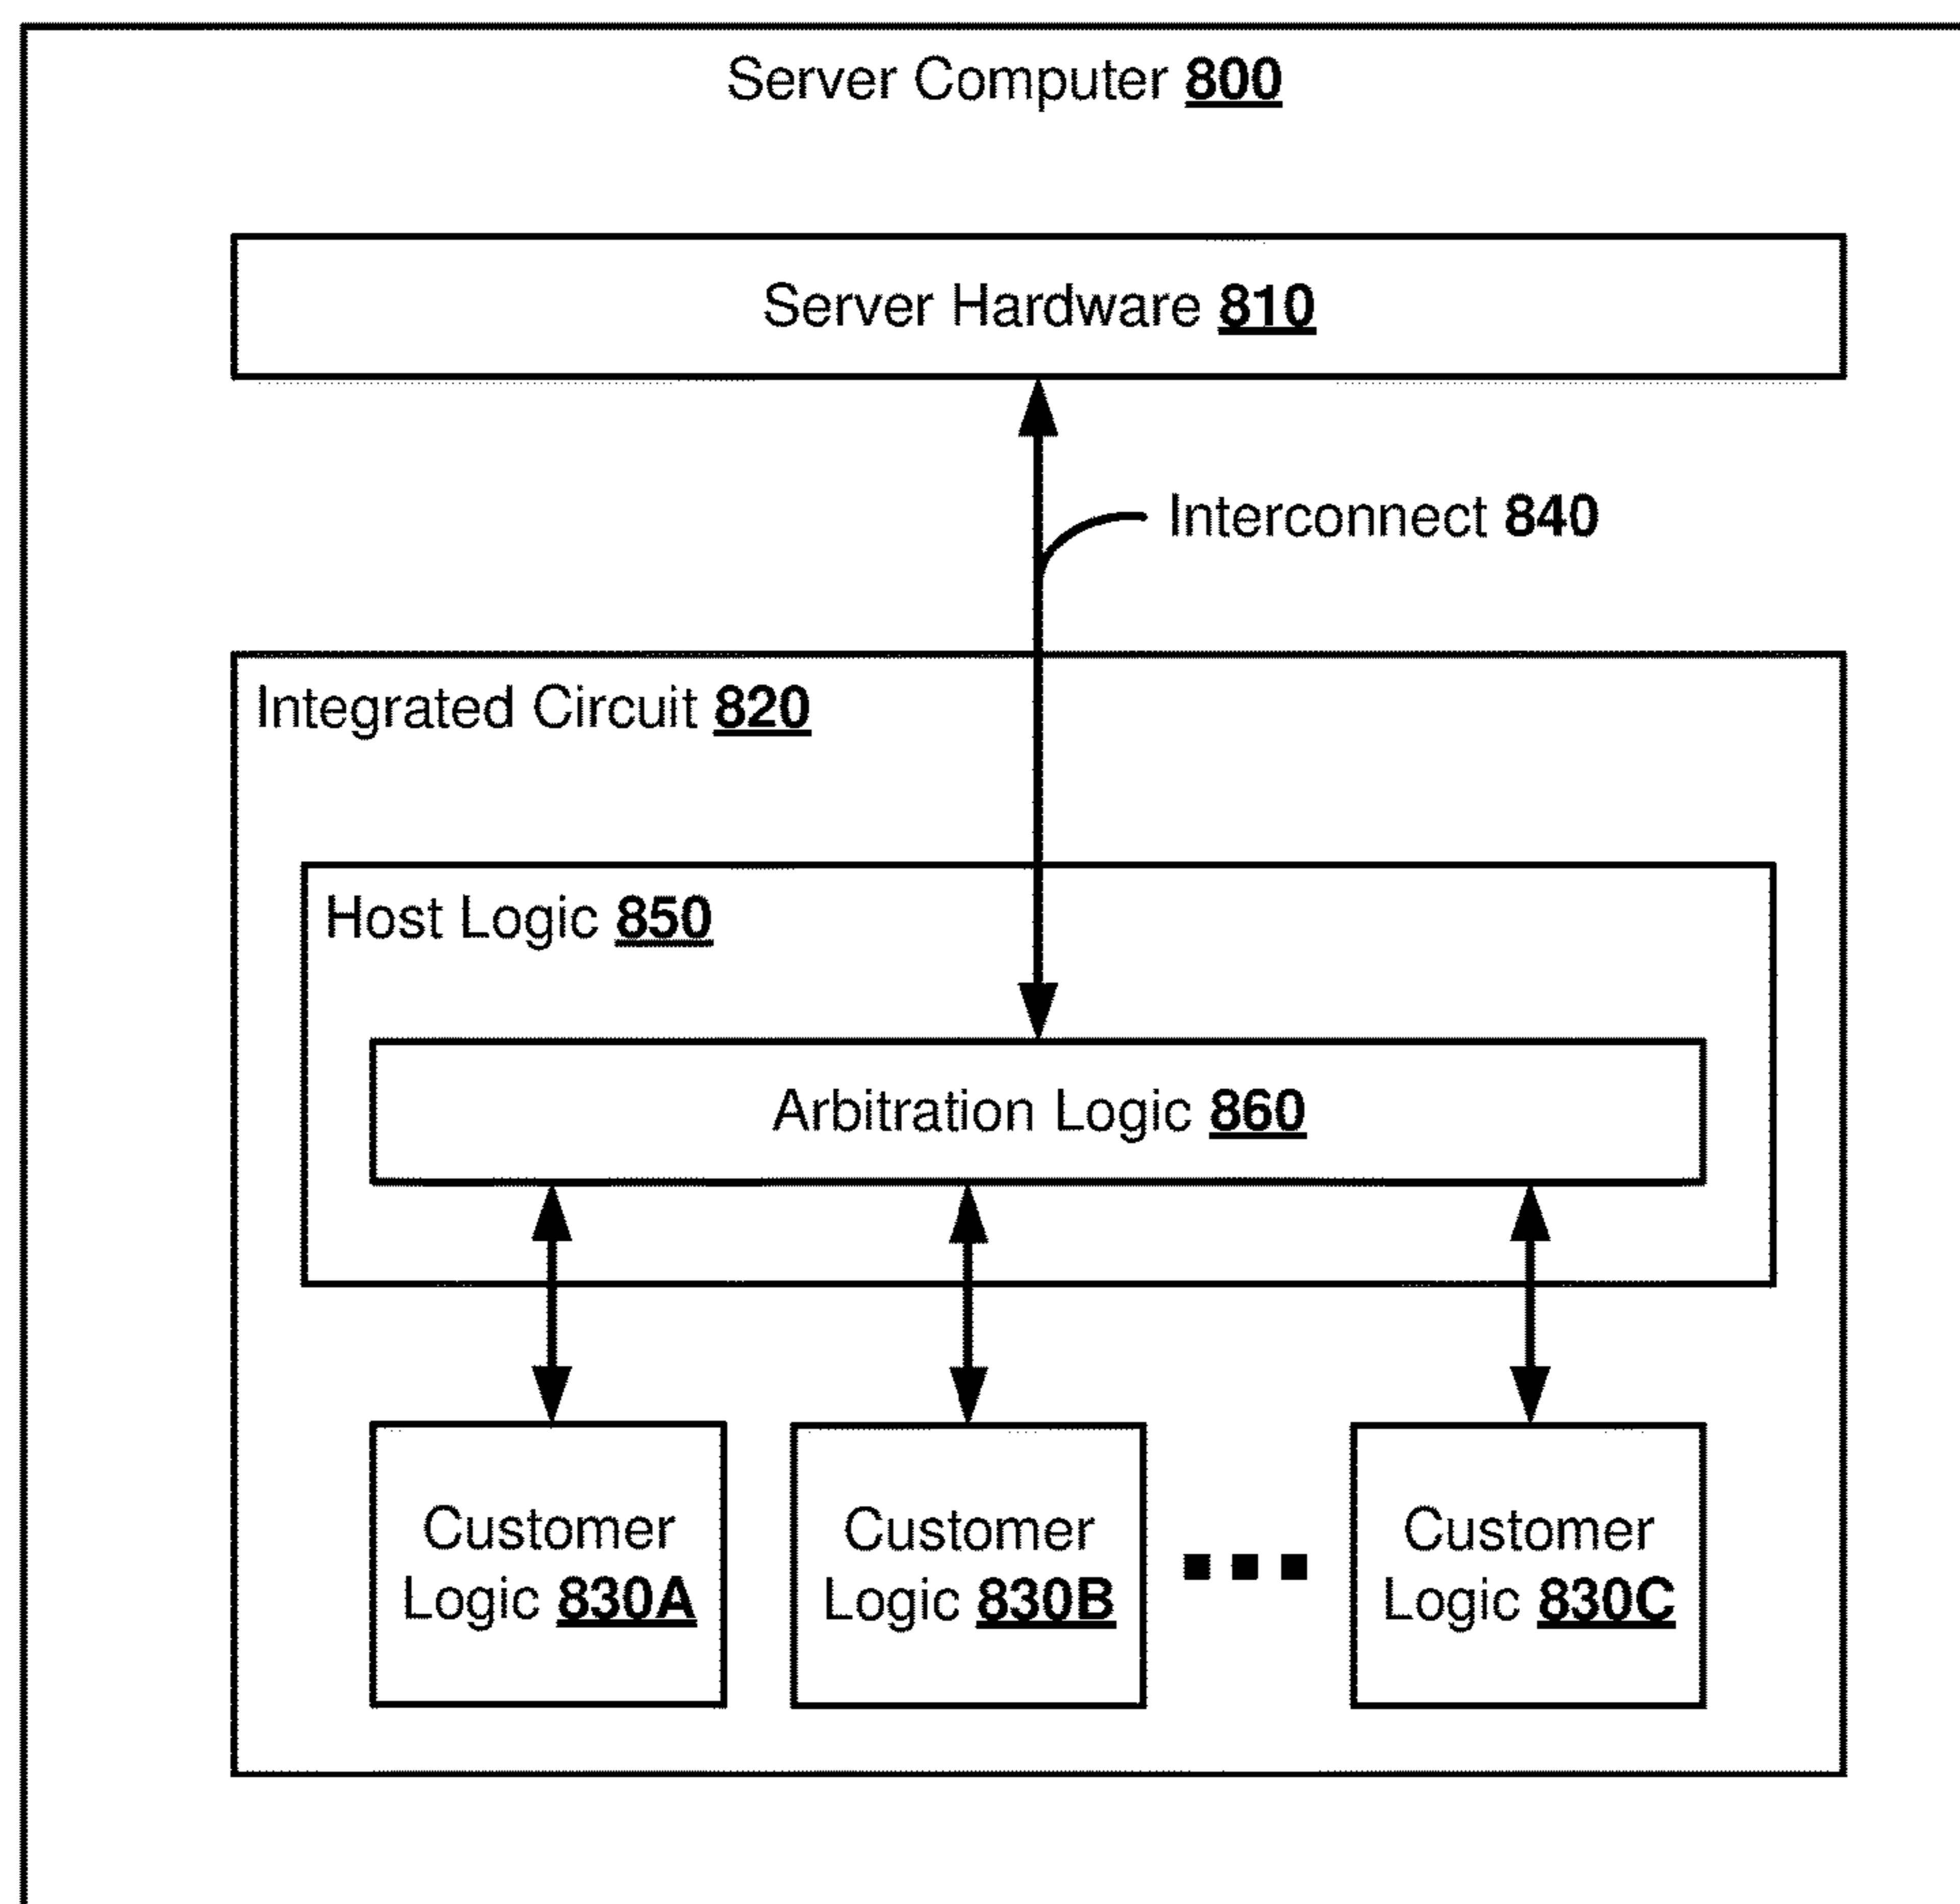 Server Computer 800
Server Hardware 810
Interconnect 840
Integrated Circuit 820
Host Logic 850
Arbitration Logic 860
Customer
Logic 830A
Customer
Logic 830B
Customer
Logic 830C